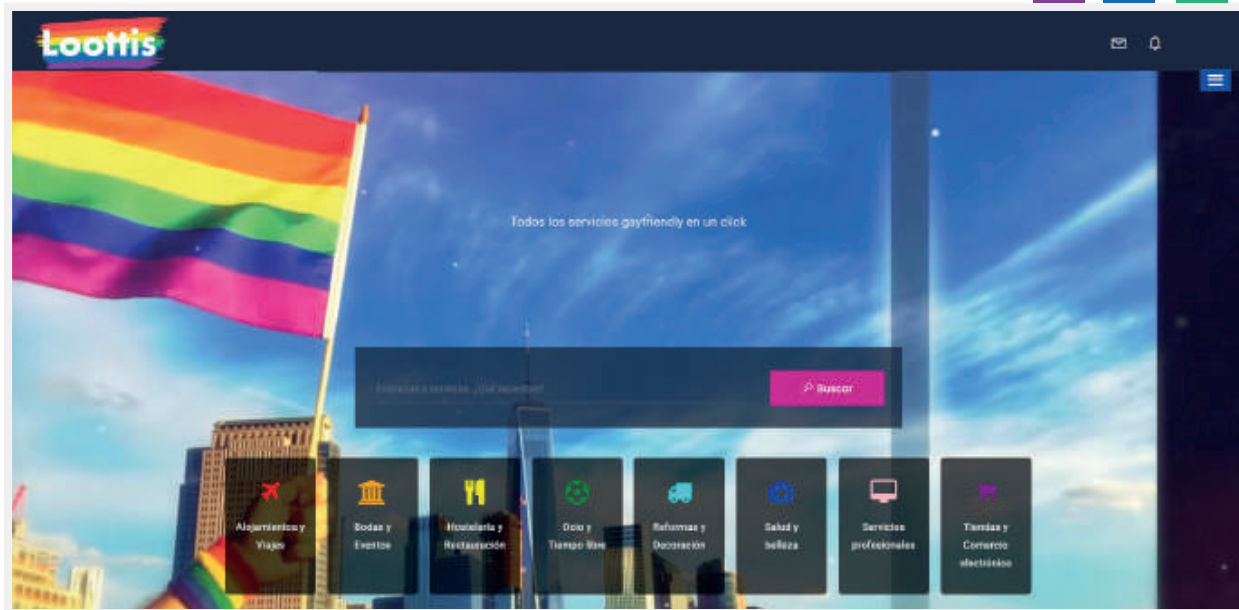 Loottis
Todos los servicios gayfriendly en un click
Buscar
Alojamientos y
Viajes
Bodas y
Eventos
Hostelería y
Restauración
Ocio y
Tiempo libre
Reformas y
Decoración
Salud y
belleza
Servicios
profesionales
Tiendas y
Comercio
electrónico